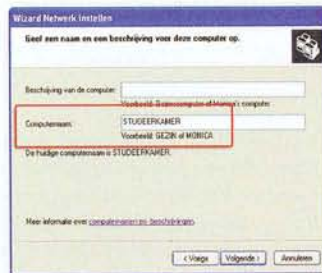 Wizard Netwerk instellen
Geef een naam en een beschrijving voor deze computer op.
Beschrijving van de computer:
Voorbeeld: Gezinscomputer of Monica's computer
Computernaam: STUDEERKAMER
Voorbeeld: GEZIN of MONICA
De huidige computernaam is STUDEERKAMER.
Meer informatie over computernamen en -beschrijvingen.
< Vorige Volgende > Annuleren